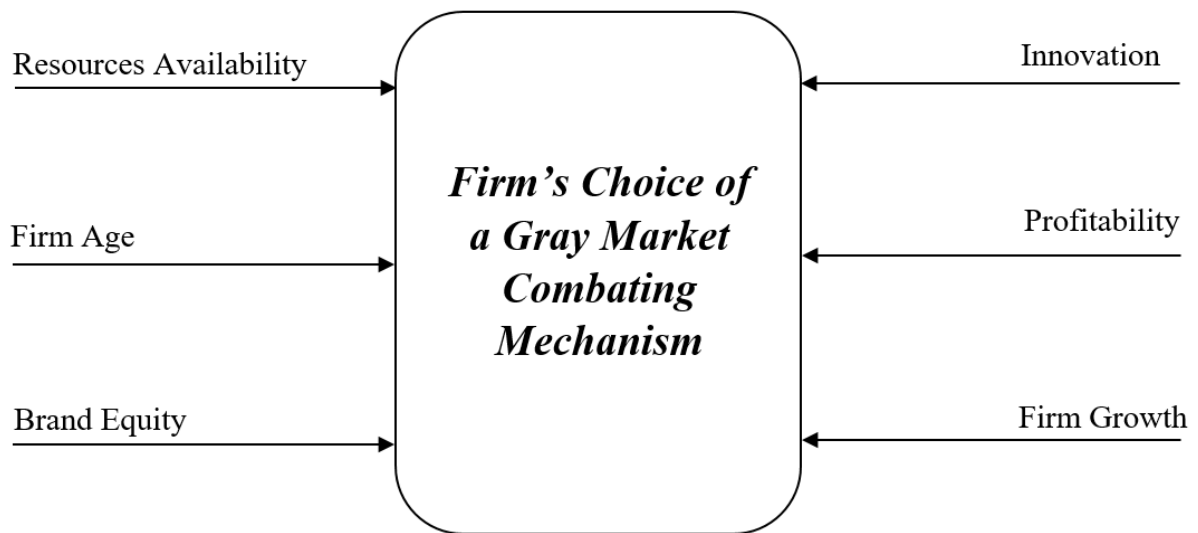 Resources Availability
Innovation
Firm’s Choice of
a Gray Market
Combating
Mechanism
Firm Age
Profitability
Brand Equity
Firm Growth